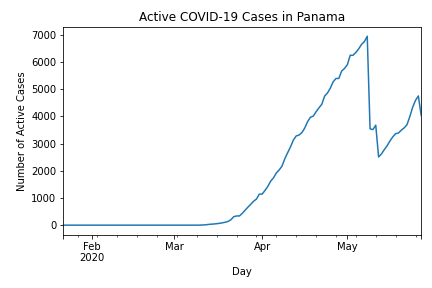 Active COVID-19 Cases in Panama
Number of Active Cases
7000
6000
5000
4000
3000
2000
1000
0
Feb
2020
Mar
Apr
May
Day